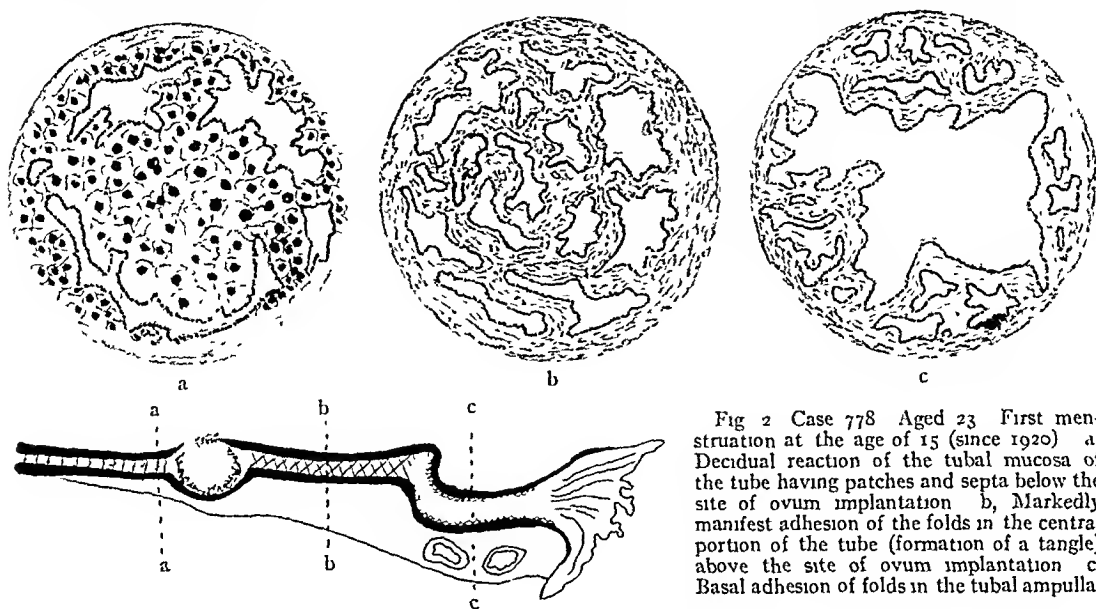 a
b
c
a
b
c
a
b
c
Fig 2 Case 778 Aged 23 First men-
struation at the age of 15 (since 1920) a
Decidual reaction of the tubal mucosa of
the tube having patches and septa below the
site of ovum implantation b, Markedly
manifest adhesion of the folds in the central
portion of the tube (formation of a tangle)
above the site of ovum implantation c
Basal adhesion of folds in the tubal ampulla